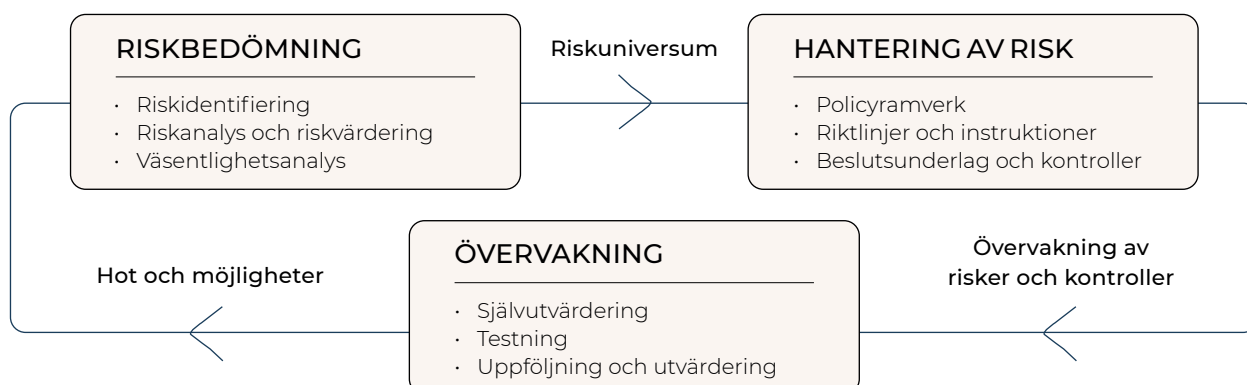 RISKBEDÖMNING
· Riskidentifiering
· Riskanalys och riskvärdering
· Väsentlighetsanalys
Riskuniversum
HANTERING AV RISK
· Policyramverk
· Riktlinjer och instruktioner
· Beslutsunderlag och kontroller
Övervakning av
risker och kontroller
ÖVERVAKNING
· Självutvärdering
· Testning
· Uppföljning och utvärdering
Hot och möjligheter